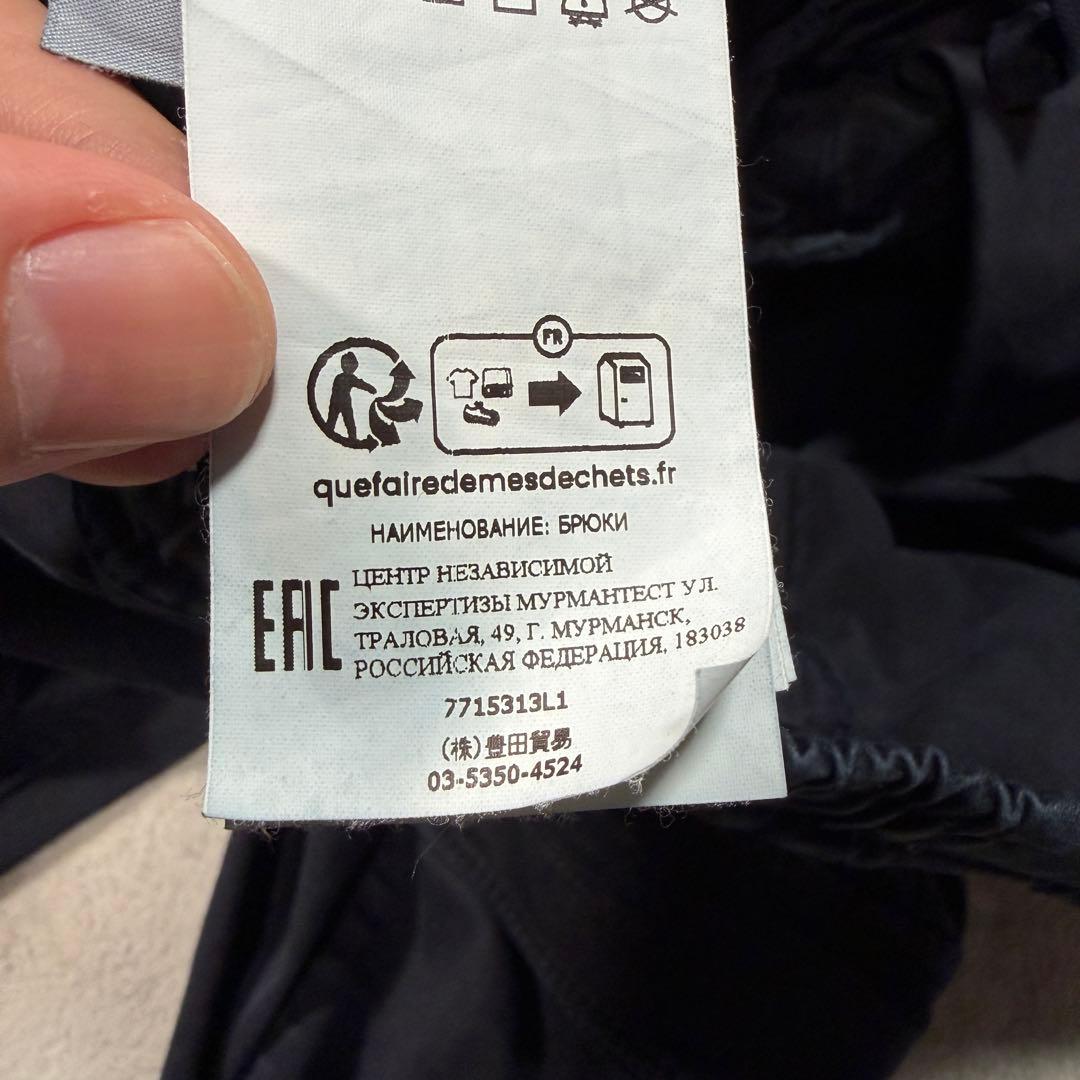 FR
quefairedemesdechets.fr
НАИМЕНОВАНИЕ: БРЮКИ
EAC
ЦЕНТР НЕЗАВИСИМОЙ
ЭКСПЕРТИЗЫ МУРМАНТЕСТ УЛ.
ТРАЛОВАЯ, 49, Г. МУРМАНСК,
РОССИЙСКАЯ ФЕДЕРАЦИЯ, 183038
7715313L1
(株)豊田貿易
03-5350-4524